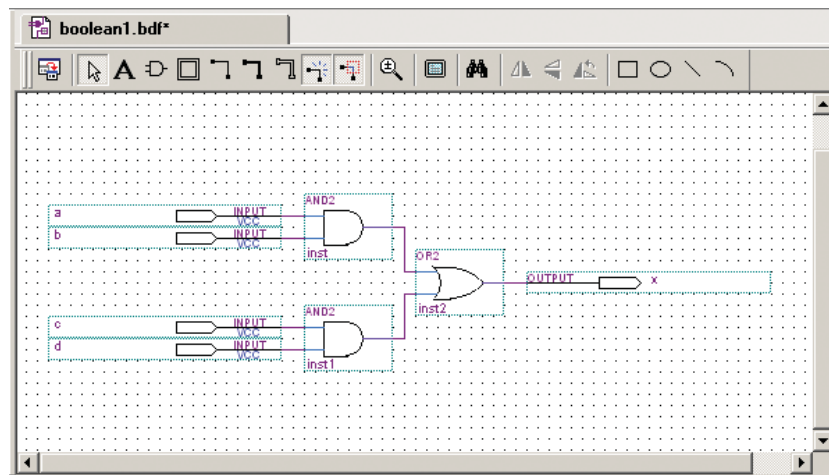 boolean1.bdf*
A
AND2
a INPUT
VCC
b INPUT
VCC
inst
OR2
OUTPUT x
inst2
AND2
c INPUT
VCC
d INPUT
VCC
inst1